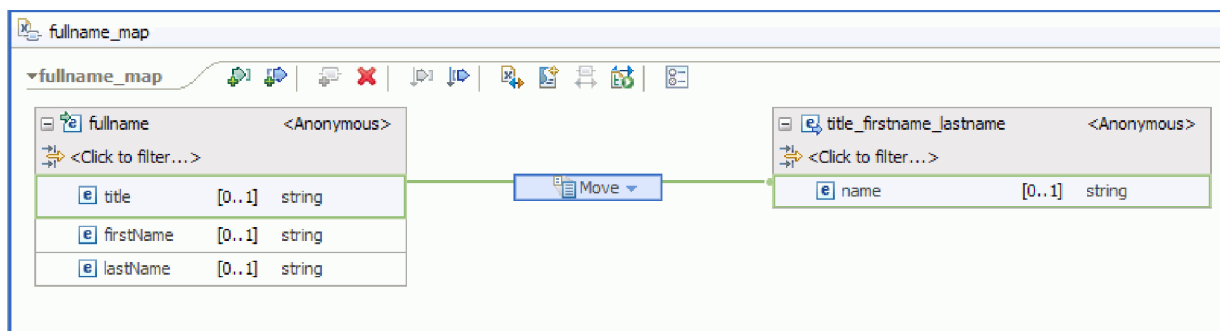 fullname_map
fullname_map
fullname <Anonymous>
<Click to filter...>
title [0..1] string
firstName [0..1] string
lastName [0..1] string
Move
title_firstname_lastname <Anonymous>
<Click to filter...>
name [0..1] string